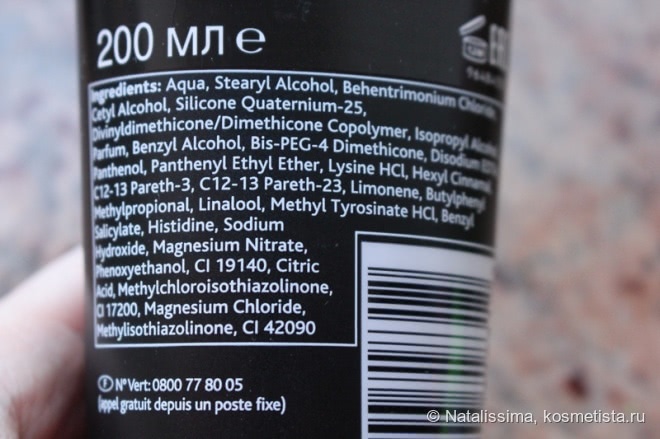 200 МЛ ℮
Ingredients: Aqua, Stearyl Alcohol, Behentrimonium Chloride,
Cetyl Alcohol, Silicone Quaternium-25,
Divinyldimethicone/Dimethicone Copolymer, Isopropyl Alcohol,
Parfum, Benzyl Alcohol, Bis-PEG-4 Dimethicone, Disodium EDTA,
Panthenol, Panthenyl Ethyl Ether, Lysine HCl, Hexyl Cinnamal,
C12-13 Pareth-3, C12-13 Pareth-23, Limonene, Butylphenyl
Methylpropional, Linalool, Methyl Tyrosinate HCl, Benzyl
Salicylate, Histidine, Sodium
Hydroxide, Magnesium Nitrate,
Phenoxyethanol, CI 19140, Citric
Acid, Methylchloroisothiazolinone,
CI 17200, Magnesium Chloride,
Methylisothiazolinone, CI 42090
F N° Vert: 0800 77 80 05
(appel gratuit depuis un poste fixe)
© Natalissima, kosmetista.ru